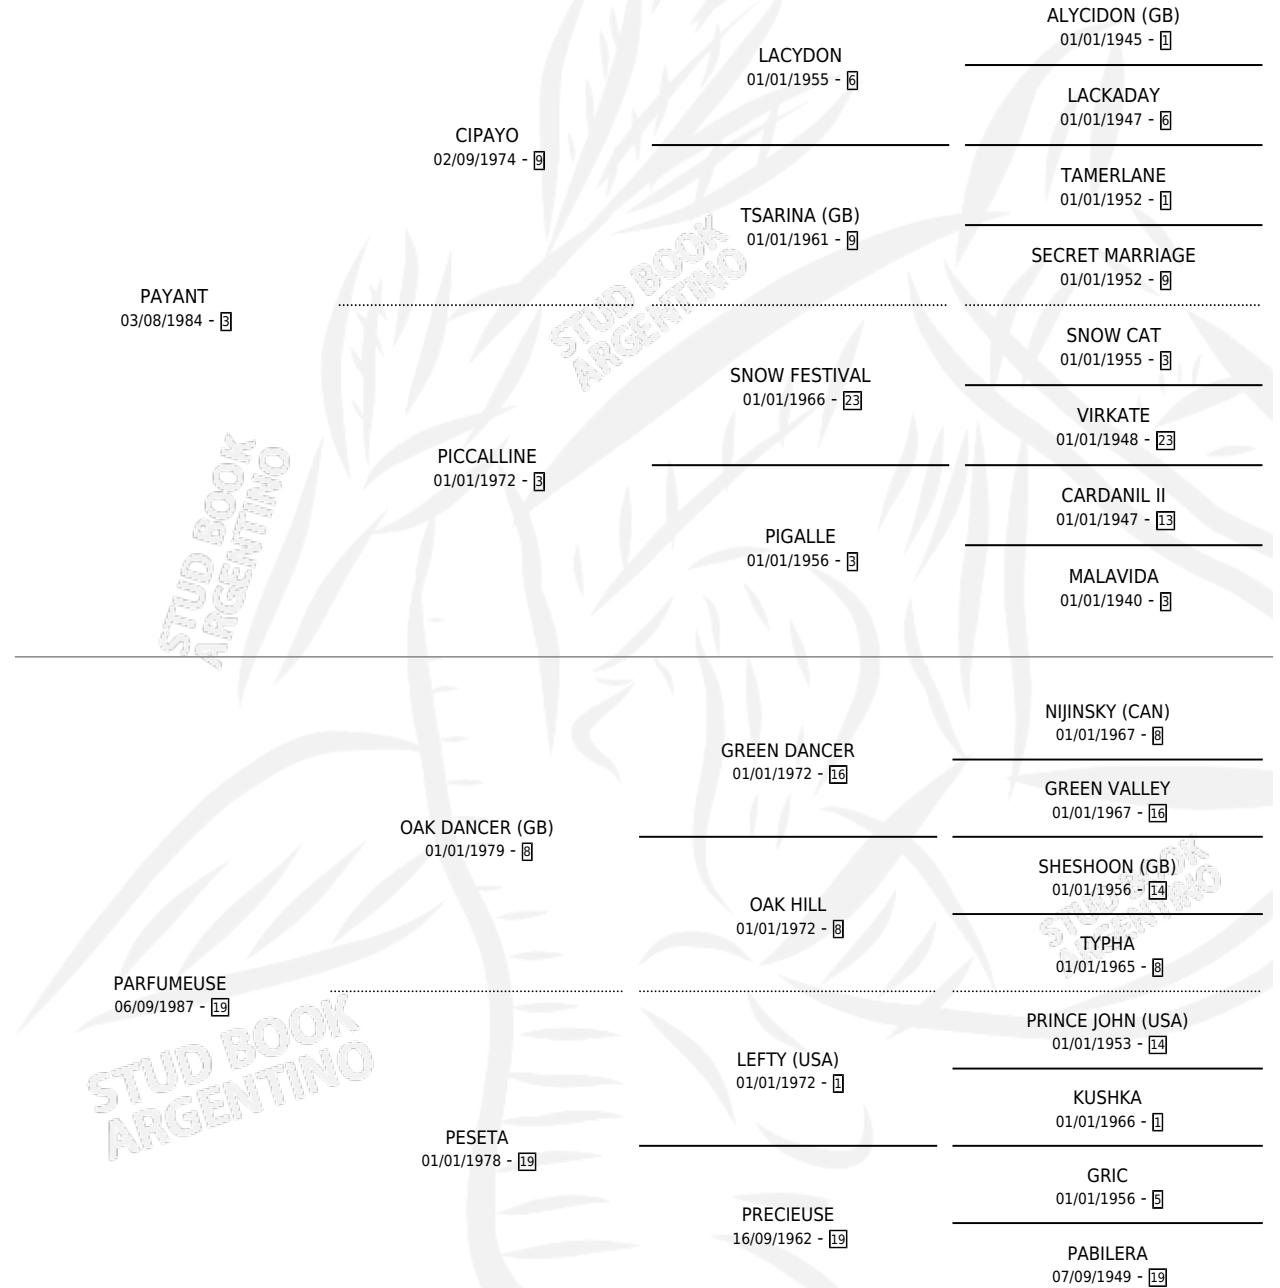 ALYCIDON (GB)
01/01/1945 - 1
LACYDON
01/01/1955 - 6
LACKADAY
01/01/1947 - 6
CIPAYO
02/09/1974 - 9
TAMERLANE
01/01/1952 - 1
TSARINA (GB)
01/01/1961 - 9
SECRET MARRIAGE
01/01/1952 - 9
PAYANT
03/08/1984 - 3
STUD BOOK
ARGENTINO
SNOW CAT
01/01/1955 - 3
SNOW FESTIVAL
01/01/1966 - 23
VIRKATE
01/01/1948 - 23
PICCALLINE
01/01/1972 - 3
CARDANIL II
01/01/1947 - 13
PIGALLE
01/01/1956 - 3
MALAVIDA
01/01/1940 - 3
STUD BOOK
ARGENTINO
NIJINSKY (CAN)
01/01/1967 - 8
GREEN DANCER
01/01/1972 - 16
GREEN VALLEY
01/01/1967 - 16
OAK DANCER (GB)
01/01/1979 - 8
SHESHOON (GB)
01/01/1956 - 14
OAK HILL
01/01/1972 - 8
STUD BOOK
ARGENTINO
TYPHA
01/01/1965 - 8
PARFUMEUSE
06/09/1987 - 19
PRINCE JOHN (USA)
01/01/1953 - 14
LEFTY (USA)
01/01/1972 - 1
STUD BOOK
ARGENTINO
KUSHKA
01/01/1966 - 1
PESETA
01/01/1978 - 19
GRIC
01/01/1956 - 5
PRECIEUSE
16/09/1962 - 19
PABILERA
07/09/1949 - 19